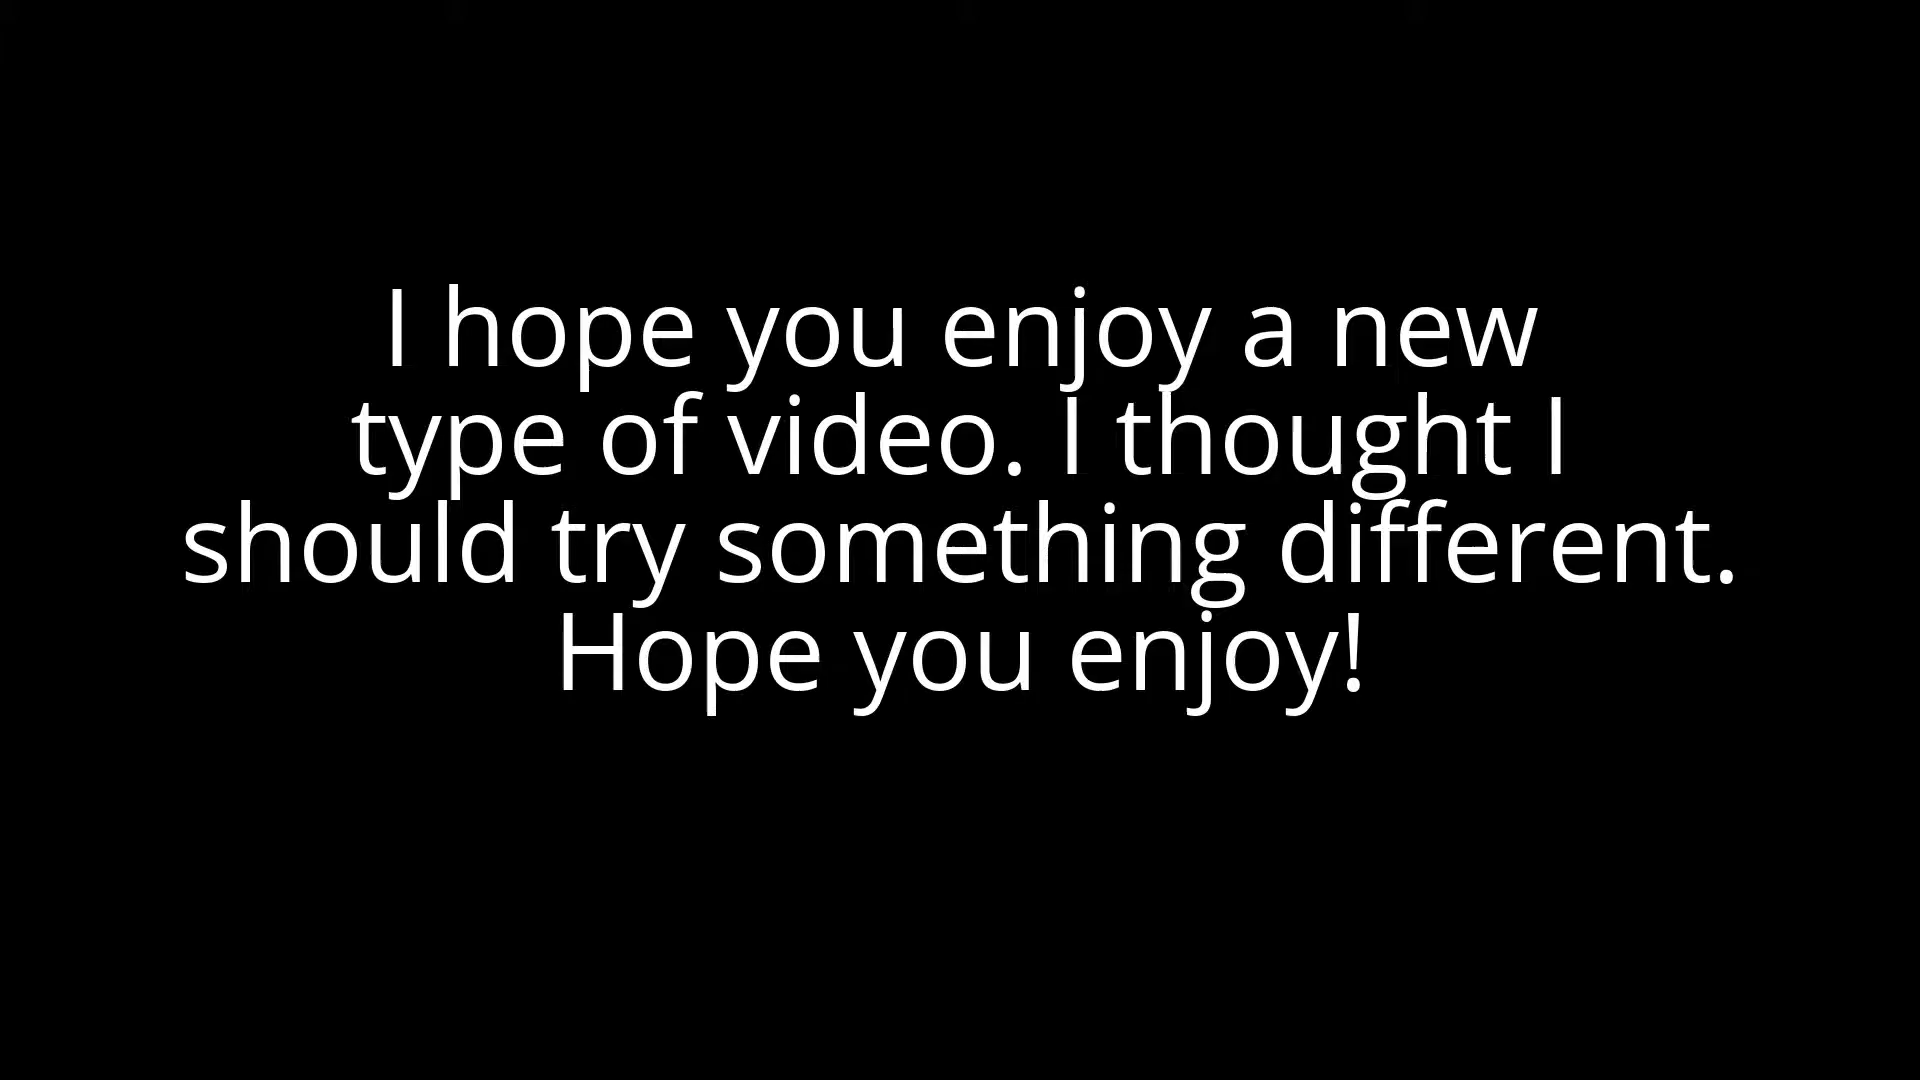 I hope you enjoy a new
type of video. I thought I
should try something different.
Hope you enjoy!